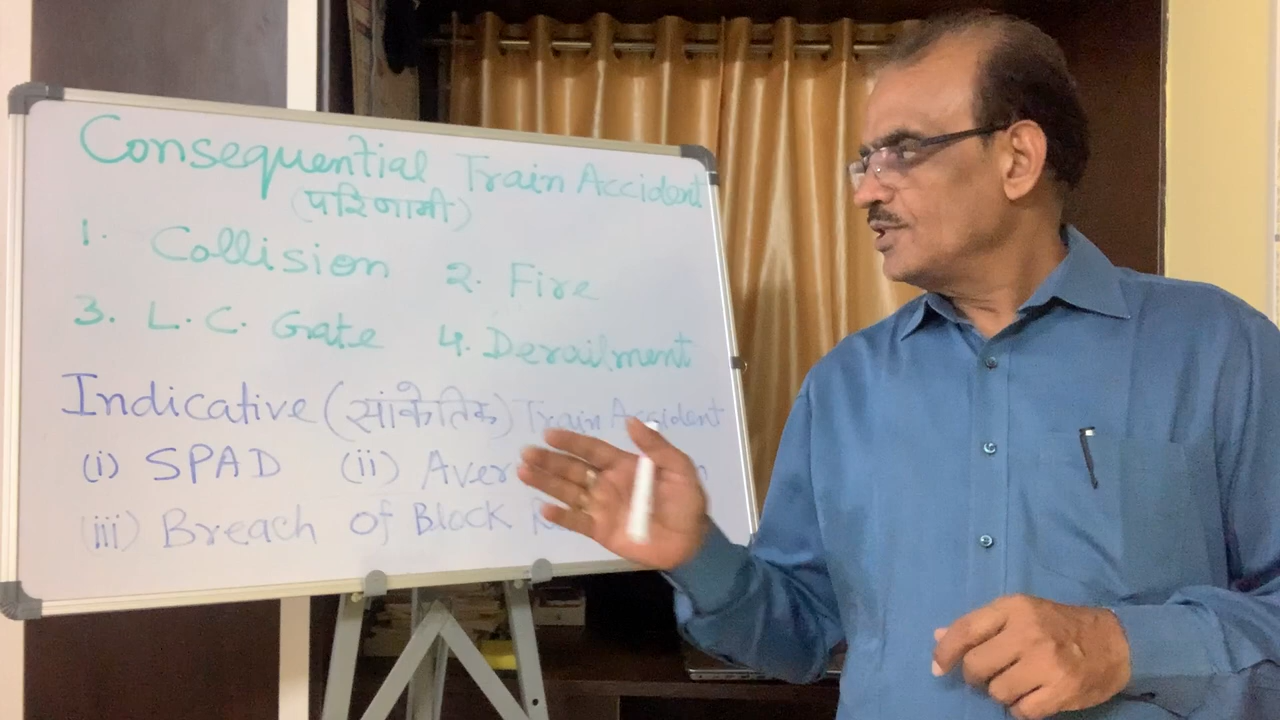 Consequential Train Accident
(परिणामी)
1. Collision 2. Fire
3. L.C. Gate 4. Derailment
Indicative (सांकेतिक) Train Accident
(i) SPAD (ii)
(iii) Breach of Block